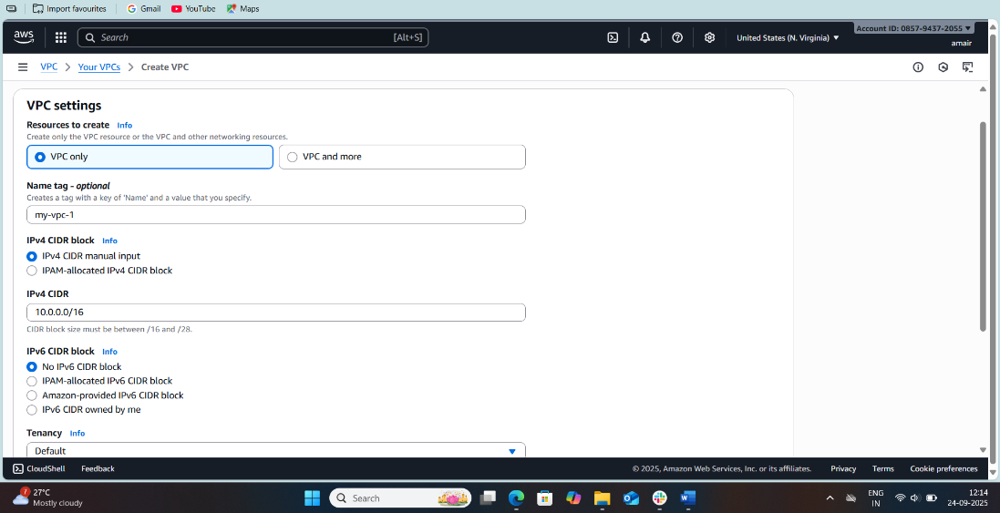 Import favourites Gmail YouTube Maps
aws Search [Alt+S] United States (N. Virginia) Account ID: 0857-9437-2055
amair
VPC Your VPCs Create VPC
VPC settings
Resources to create Info
Create only the VPC resource or the VPC and other networking resources.
VPC only VPC and more
Name tag - optional
Creates a tag with a key of 'Name' and a value that you specify.
my-vpc-1
IPv4 CIDR block Info
IPv4 CIDR manual input
IPAM-allocated IPv4 CIDR block
IPv4 CIDR
10.0.0.0/16
CIDR block size must be between /16 and /28.
IPv6 CIDR block Info
No IPv6 CIDR block
IPAM-allocated IPv6 CIDR block
Amazon-provided IPv6 CIDR block
IPv6 CIDR owned by me
Tenancy Info
Default
CloudShell Feedback © 2025, Amazon Web Services, Inc. or its affiliates. Privacy Terms Cookie preferences
7 27°C
Mostly cloudy
Search
ENG
IN
12:14
24-09-2025